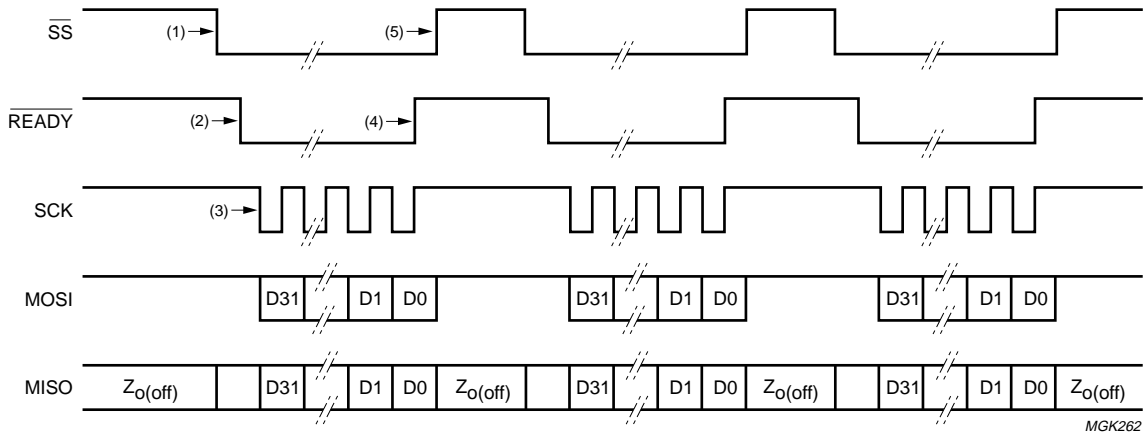 SS (1) (5)
READY (2) (4)
SCK (3)
MOSI D31 D1 D0 D31 D1 D0 D31 D1 D0
MISO Zo(off) D31 D1 D0 Zo(off) D31 D1 D0 Zo(off) D31 D1 D0 Zo(off)
MGK262